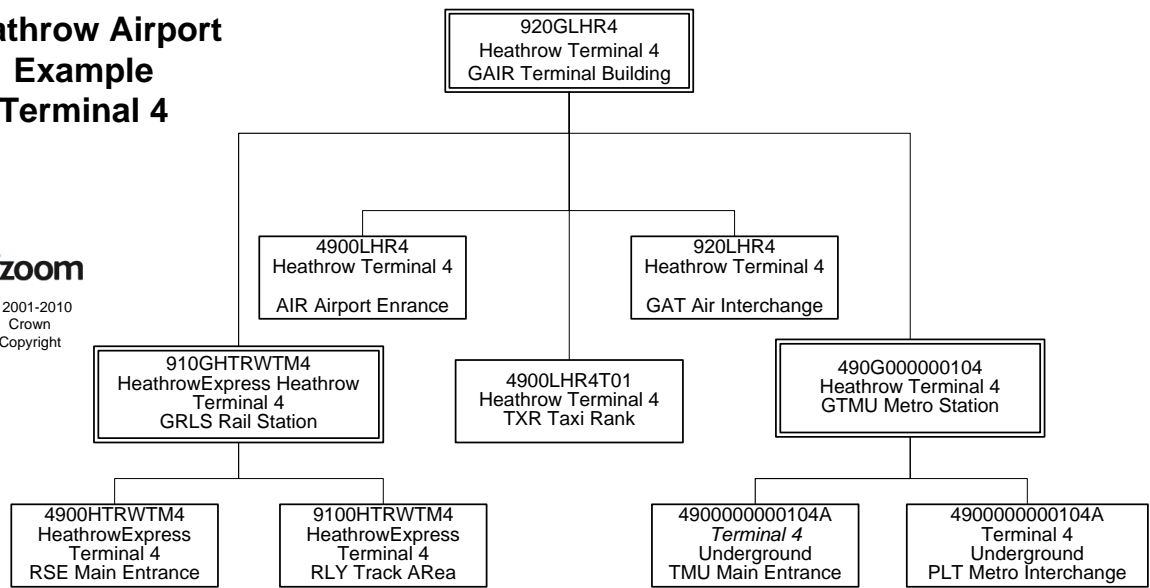 athrow Airport
Example
Terminal 4
920GLHR4
Heathrow Terminal 4
GAIR Terminal Building
zoom
2001-2010
Crown
Copyright
4900LHR4
Heathrow Terminal 4
AIR Airport Enrance
920LHR4
Heathrow Terminal 4
GAT Air Interchange
910GHTRWTM4
HeathrowExpress Heathrow
Terminal 4
GRLS Rail Station
4900LHR4T01
Heathrow Terminal 4
TXR Taxi Rank
490G000000104
Heathrow Terminal 4
GTMU Metro Station
4900HTRWTM4
HeathrowExpress
Terminal 4
RSE Main Entrance
9100HTRWTM4
HeathrowExpress
Terminal 4
RLY Track ARea
4900000000104A
Terminal 4
Underground
TMU Main Entrance
4900000000104A
Terminal 4
Underground
PLT Metro Interchange